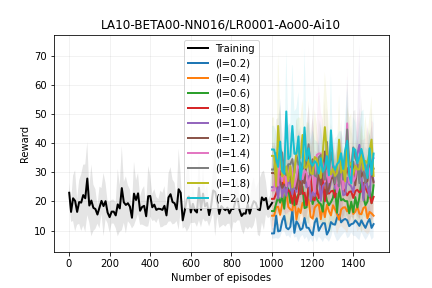 LA10-BETA00-NN016/LR0001-Ao00-Ai10
Reward
70
60
50
40
30
20
10
Training
(l=0.2)
(l=0.4)
(l=0.6)
(l=0.8)
(l=1.0)
(l=1.2)
(l=1.4)
(l=1.6)
(l=1.8)
(l=2.0)
0 200 400 600 800 1000 1200 1400
Number of episodes